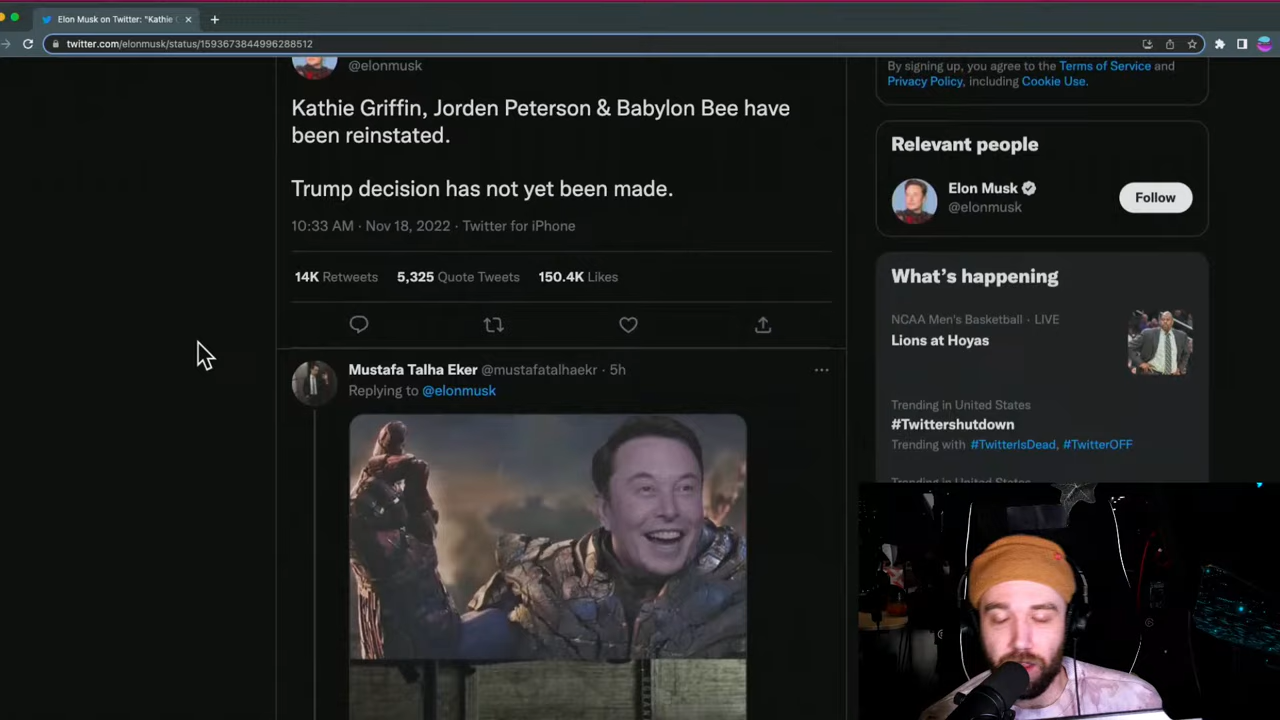 Elon Musk on Twitter: "Kathie
twitter.com/elonmusk/status/1593673844996288512
@elonmusk
Kathie Griffin, Jorden Peterson & Babylon Bee have
been reinstated.
Trump decision has not yet been made.
10:33 AM · Nov 18, 2022 · Twitter for iPhone
14K Retweets 5,325 Quote Tweets 150.4K Likes
Mustafa Talha Eker @mustafatalhaekr · 5h
Replying to @elonmusk
By signing up, you agree to the Terms of Service and
Privacy Policy, including Cookie Use.
Relevant people
Elon Musk
@elonmusk
Follow
What's happening
NCAA Men's Basketball · LIVE
Lions at Hoyas
Trending in United States
#Twittershutdown
Trending with #TwitterIsDead, #TwitterOFF
Trending in United States